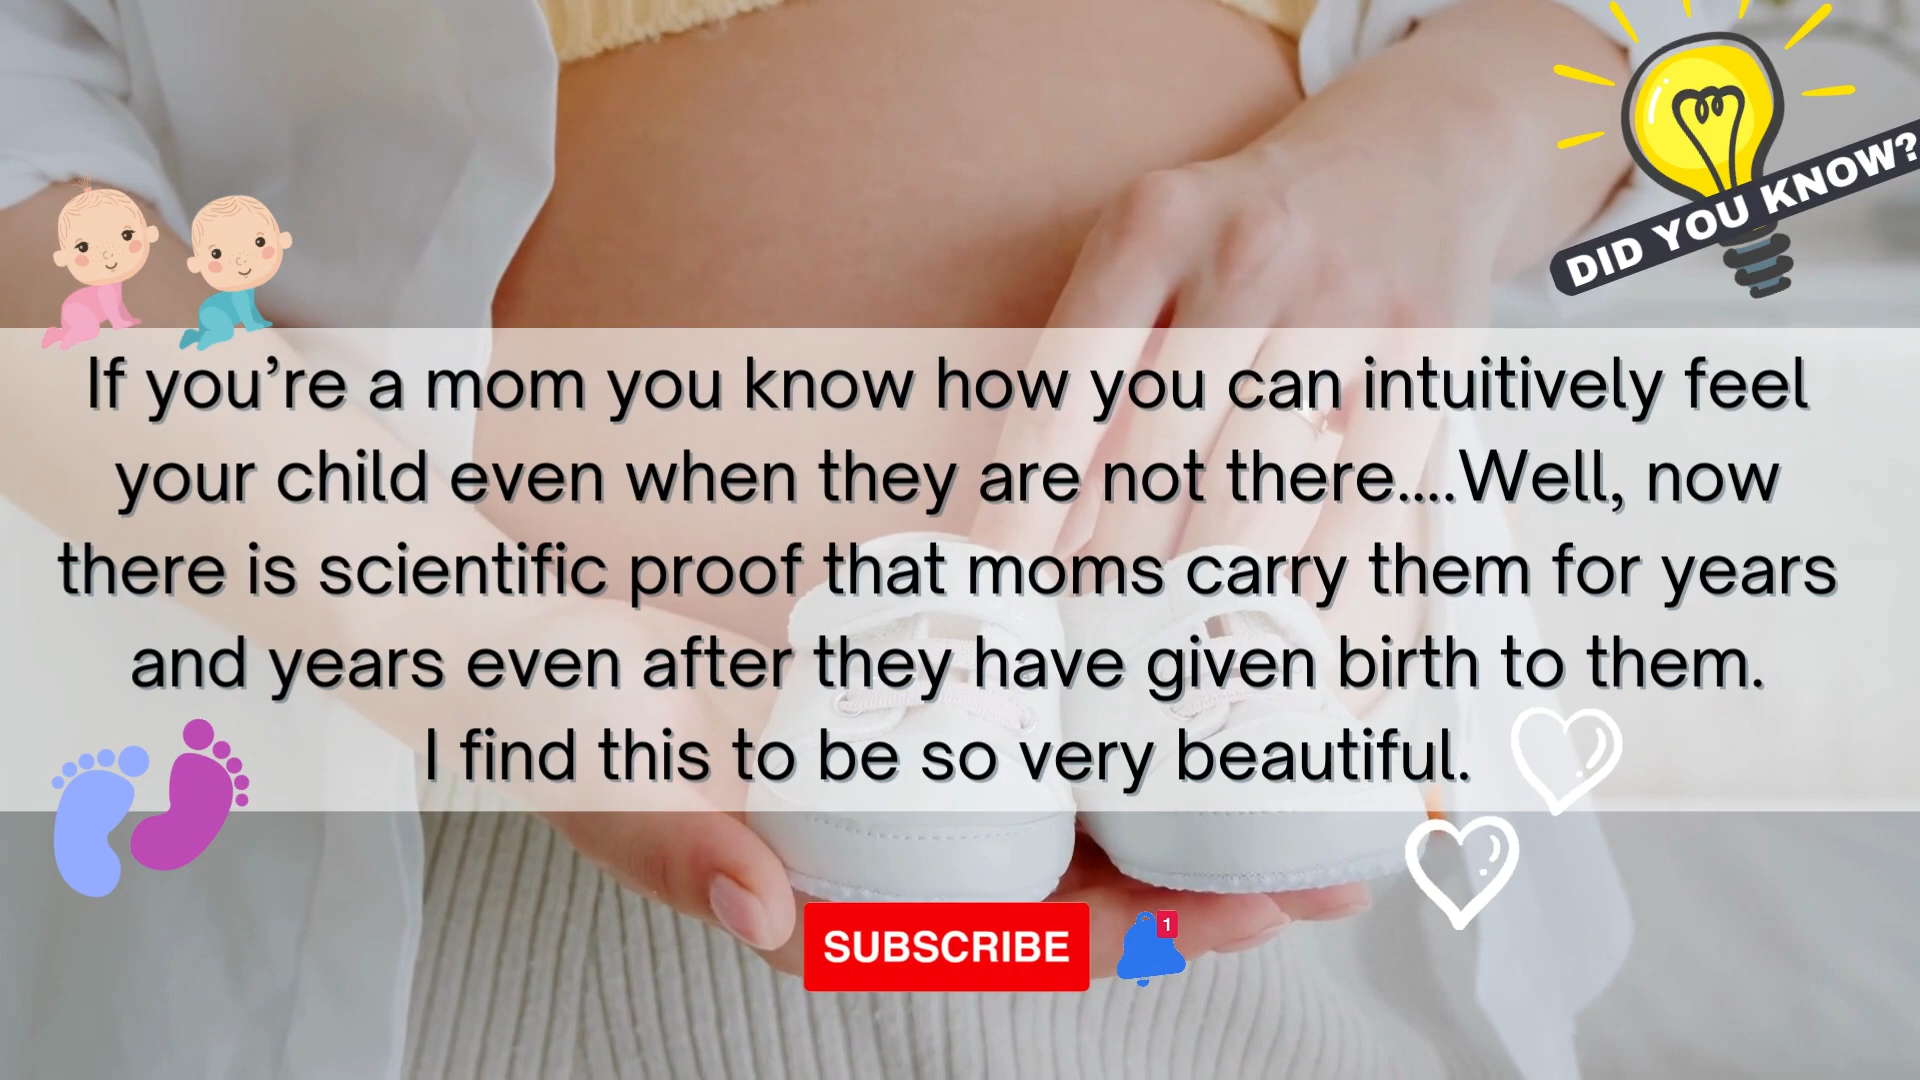 DID YOU KNOW?
If you’re a mom you know how you can intuitively feel
your child even when they are not there....Well, now
there is scientific proof that moms carry them for years
and years even after they have given birth to them.
I find this to be so very beautiful.
SUBSCRIBE
1